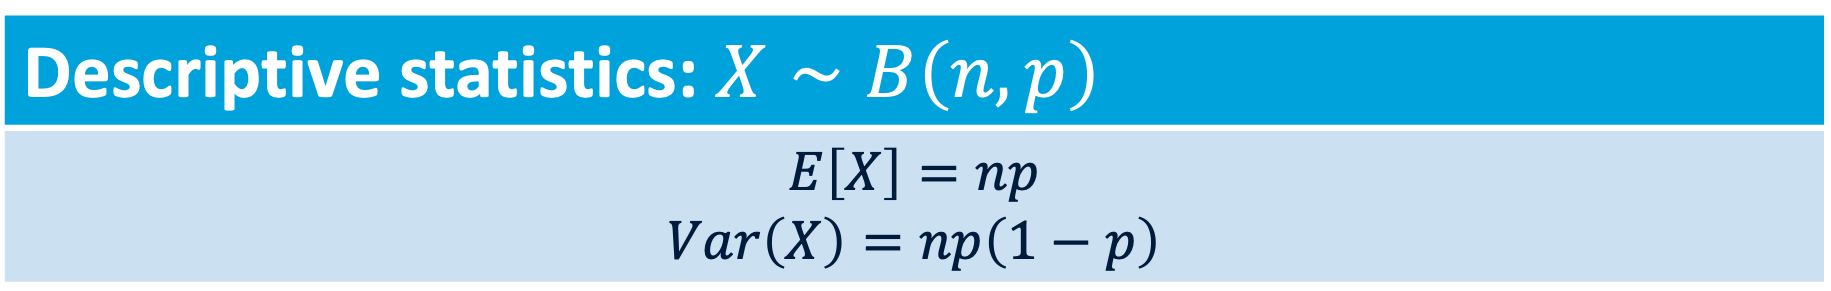 Descriptive statistics: X ~ B(n, p)
E[X] = np
Var(X) = np(1 − p)